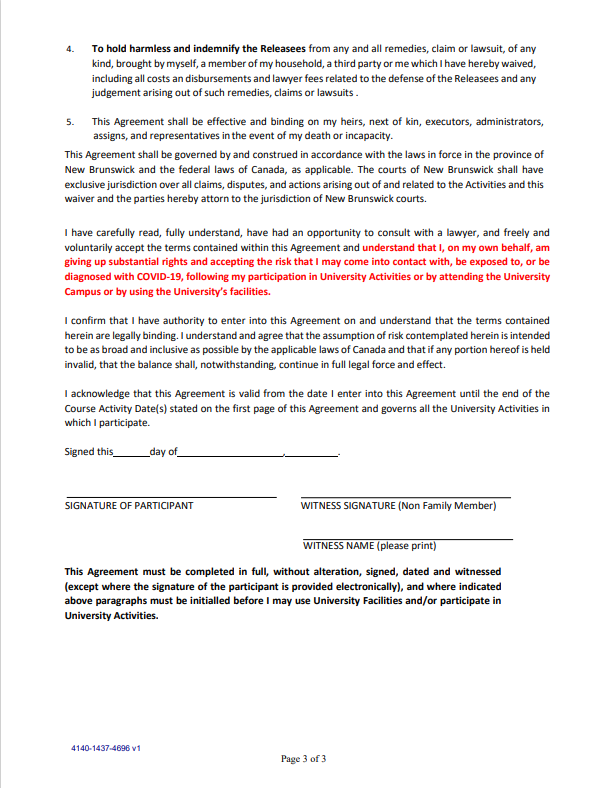 4. To hold harmless and indemnify the Releasees from any and all remedies, claim or lawsuit, of any
kind, brought by myself, a member of my household, a third party or me which I have hereby waived,
including all costs an disbursements and lawyer fees related to the defense of the Releasees and any
judgement arising out of such remedies, claims or lawsuits .
5. This Agreement shall be effective and binding on my heirs, next of kin, executors, administrators,
assigns, and representatives in the event of my death or incapacity.
This Agreement shall be governed by and construed in accordance with the laws in force in the province of
New Brunswick and the federal laws of Canada, as applicable. The courts of New Brunswick shall have
exclusive jurisdiction over all claims, disputes, and actions arising out of and related to the Activities and this
waiver and the parties hereby attorn to the jurisdiction of New Brunswick courts.
I have carefully read, fully understand, have had an opportunity to consult with a lawyer, and freely and
voluntarily accept the terms contained within this Agreement and understand that I, on my own behalf, am
giving up substantial rights and accepting the risk that I may come into contact with, be exposed to, or be
diagnosed with COVID-19, following my participation in University Activities or by attending the University
Campus or by using the University's facilities.
I confirm that I have authority to enter into this Agreement on and understand that the terms contained
herein are legally binding. I understand and agree that the assumption of risk contemplated herein is intended
to be as broad and inclusive as possible by the applicable laws of Canada and that if any portion hereof is held
invalid, that the balance shall, notwithstanding, continue in full legal force and effect.
I acknowledge that this Agreement is valid from the date I enter into this Agreement until the end of the
Course Activity Date(s) stated on the first page of this Agreement and governs all the University Activities in
which I participate.
Signed this_______day of____________________,__________.
SIGNATURE OF PARTICIPANT
WITNESS SIGNATURE (Non Family Member)
WITNESS NAME (please print)
This Agreement must be completed in full, without alteration, signed, dated and witnessed
(except where the signature of the participant is provided electronically), and where indicated
above paragraphs must be initialled before I may use University Facilities and/or participate in
University Activities.
4140-1437-4696 v1
Page 3 of 3